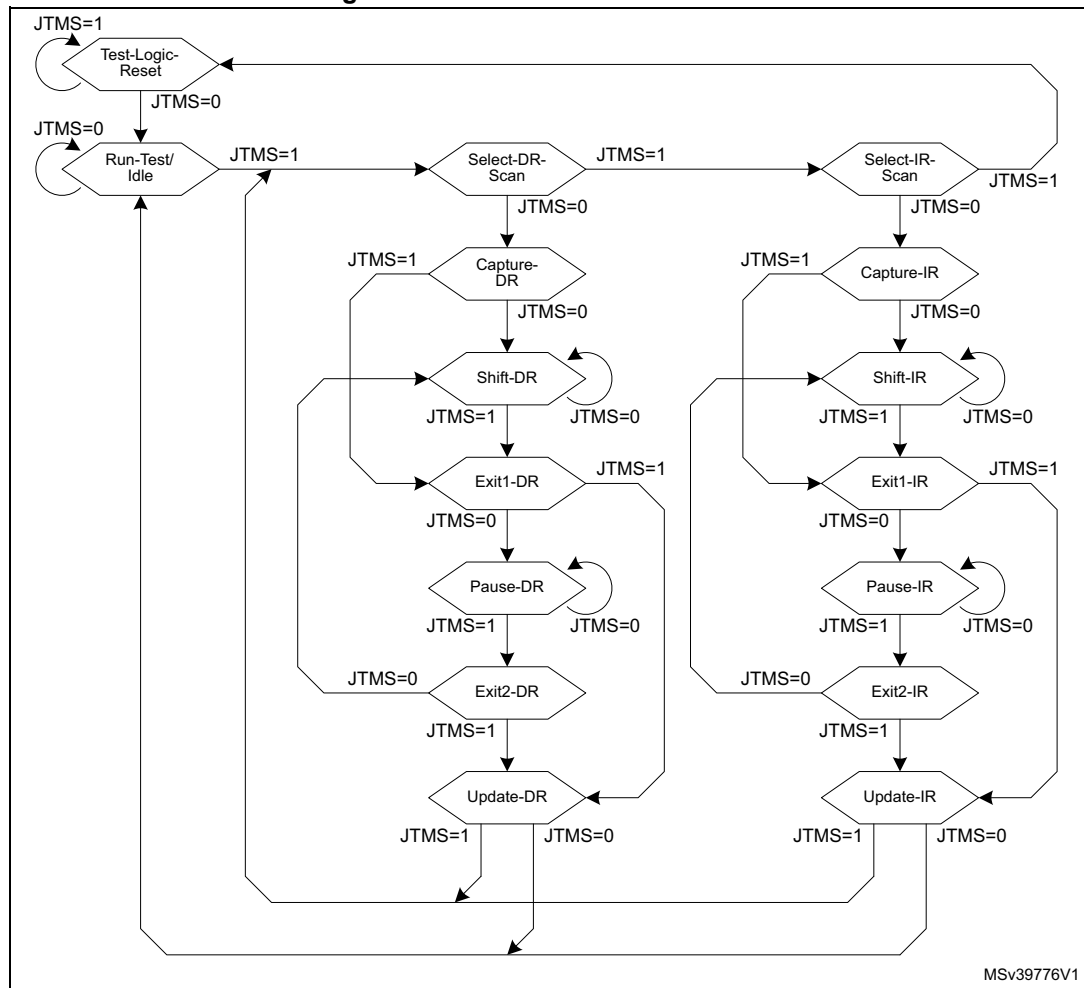 JTMS=1
Test-Logic-
Reset
JTMS=0
JTMS=0
Run-Test/
Idle
JTMS=1
Select-DR-
Scan
JTMS=1
Select-IR-
Scan
JTMS=1
JTMS=0
JTMS=0
JTMS=1
Capture-
DR
JTMS=1
Capture-IR
JTMS=0
JTMS=0
Shift-DR
Shift-IR
JTMS=1
JTMS=0
JTMS=1
JTMS=0
Exit1-DR
JTMS=1
Exit1-IR
JTMS=1
JTMS=0
JTMS=0
Pause-DR
Pause-IR
JTMS=1
JTMS=0
JTMS=1
JTMS=0
JTMS=0
Exit2-DR
JTMS=0
Exit2-IR
JTMS=1
JTMS=1
Update-DR
Update-IR
JTMS=1
JTMS=0
JTMS=1
JTMS=0
MSv39776V1